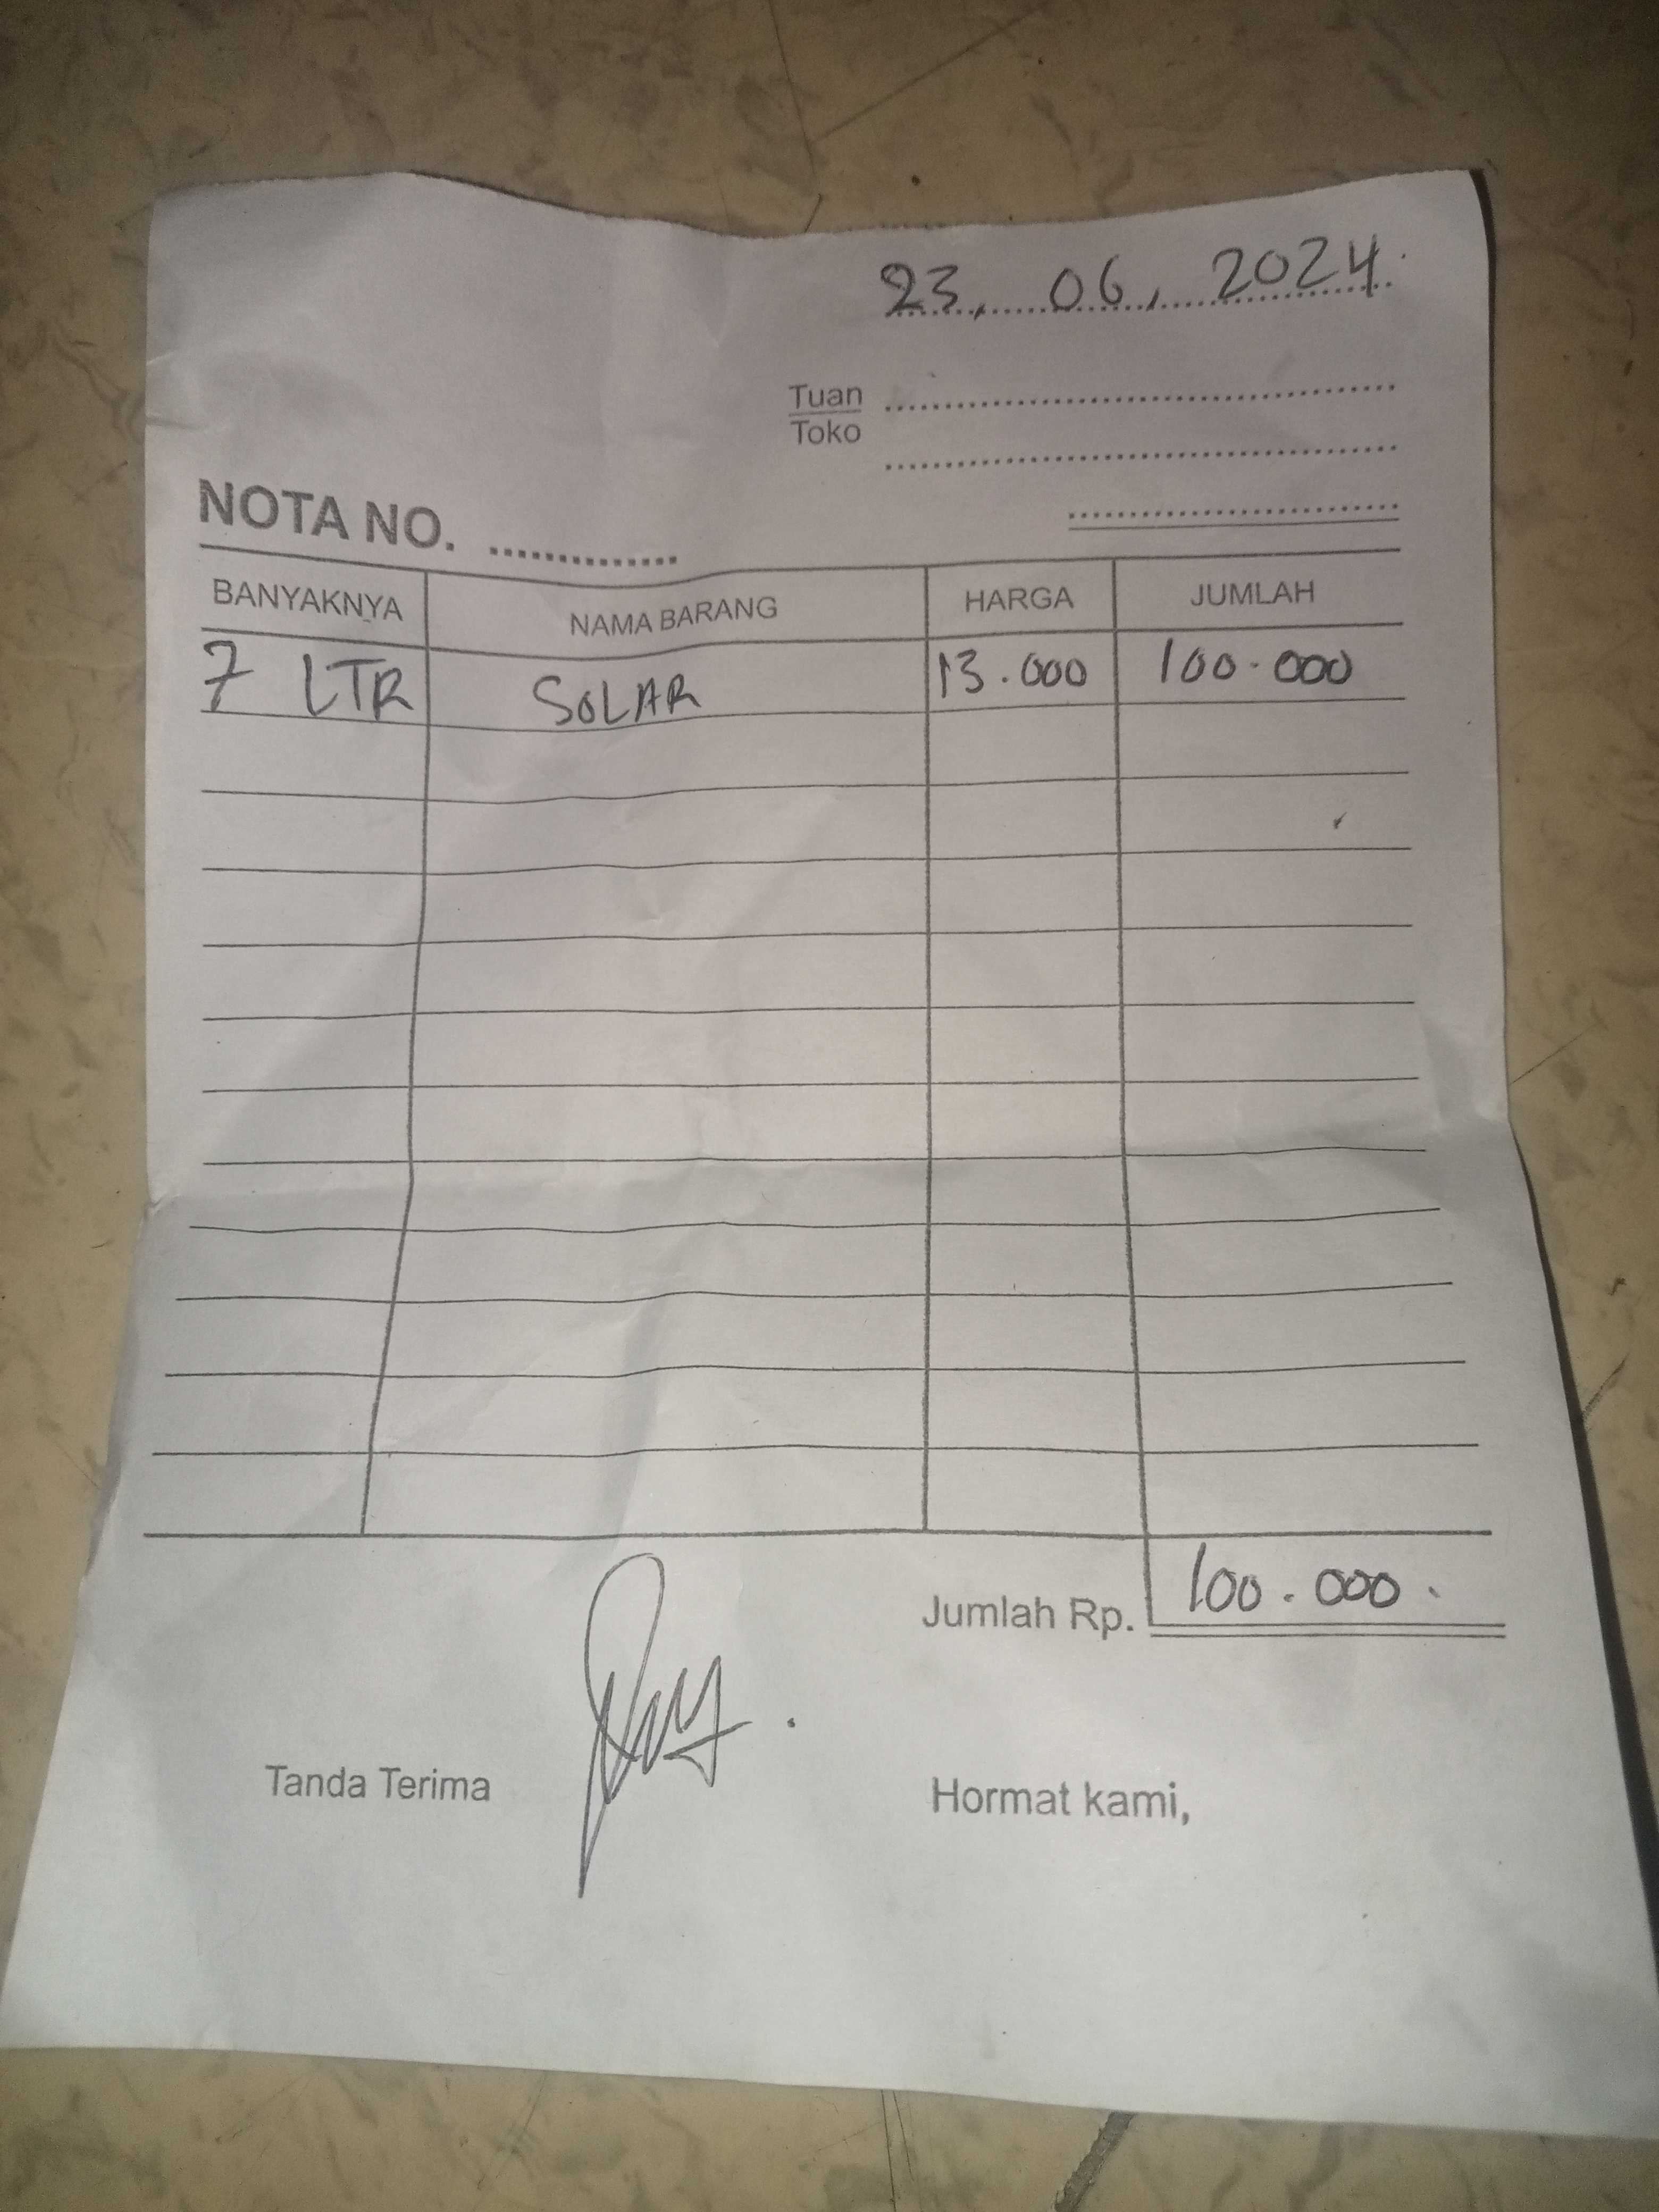 23, 06, 2024.
Tuan
Toko
NOTA NO.
BANYAKNYA NAMA BARANG HARGA JUMLAH
7 LTR SOLAR 13.000 100.000
Jumlah Rp. 100.000.
Tanda Terima Hormat kami,